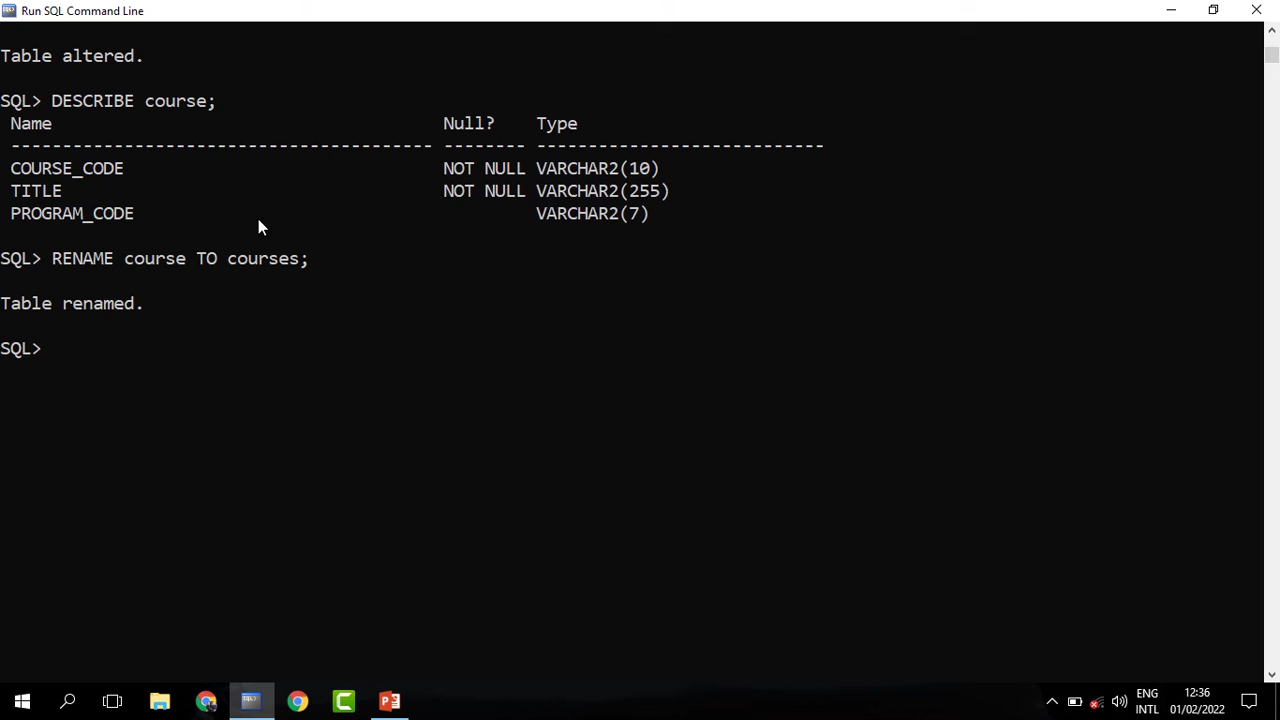 Run SQL Command Line
Table altered.
SQL> DESCRIBE course;
Name Null? Type
----------------------------------------- -------- ----------------------------
COURSE_CODE NOT NULL VARCHAR2(10)
TITLE NOT NULL VARCHAR2(255)
PROGRAM_CODE VARCHAR2(7)
SQL> RENAME course TO courses;
Table renamed.
SQL>
ENG 12:36
INTL 01/02/2022